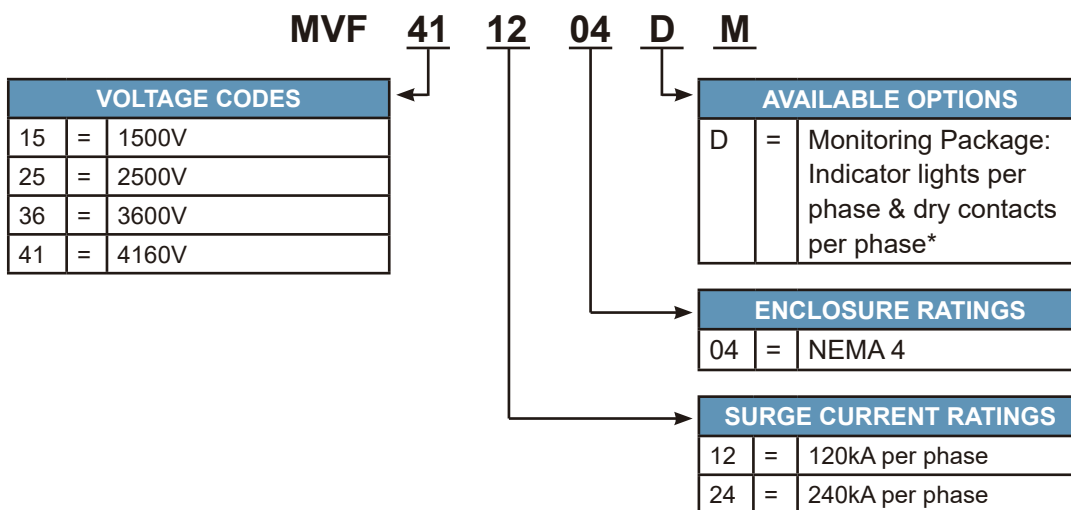 MVF 41 12 04 D M
VOLTAGE CODES
15 = 1500V
25 = 2500V
36 = 3600V
41 = 4160V
AVAILABLE OPTIONS
D = Monitoring Package:
Indicator lights per
phase & dry contacts
per phase*
ENCLOSURE RATINGS
04 = NEMA 4
SURGE CURRENT RATINGS
12 = 120kA per phase
24 = 240kA per phase